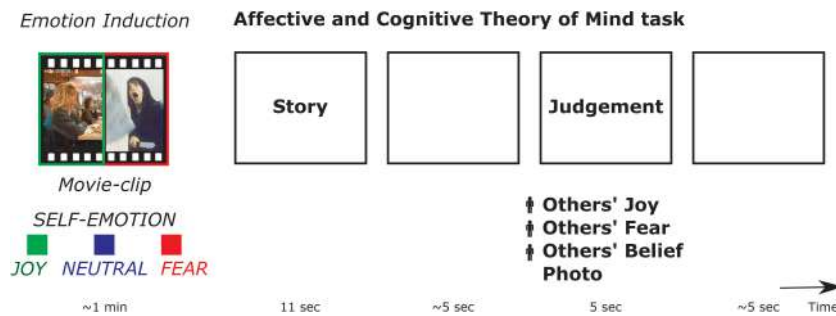 Emotion Induction
Affective and Cognitive Theory of Mind task
Story
Judgement
Movie-clip
SELF-EMOTION
JOY NEUTRAL FEAR
Others' Joy
Others' Fear
Others' Belief
Photo
~1 min 11 sec ~5 sec 5 sec ~5 sec Time